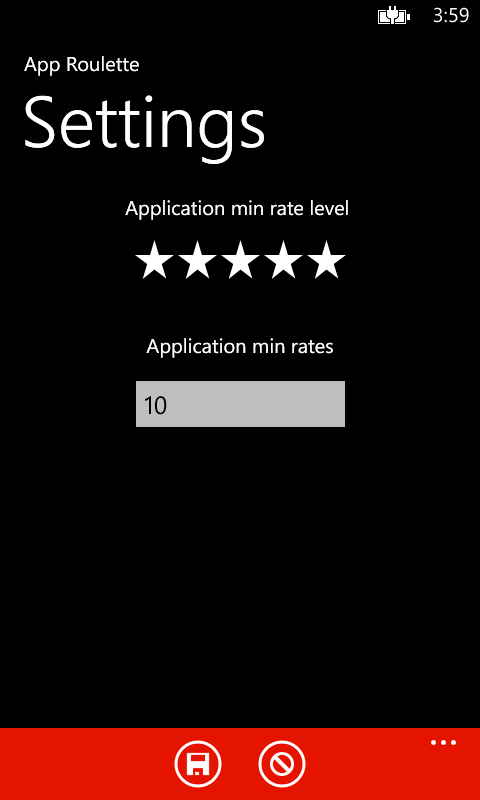 3:59
App Roulette
Settings
Application min rate level
Application min rates
10